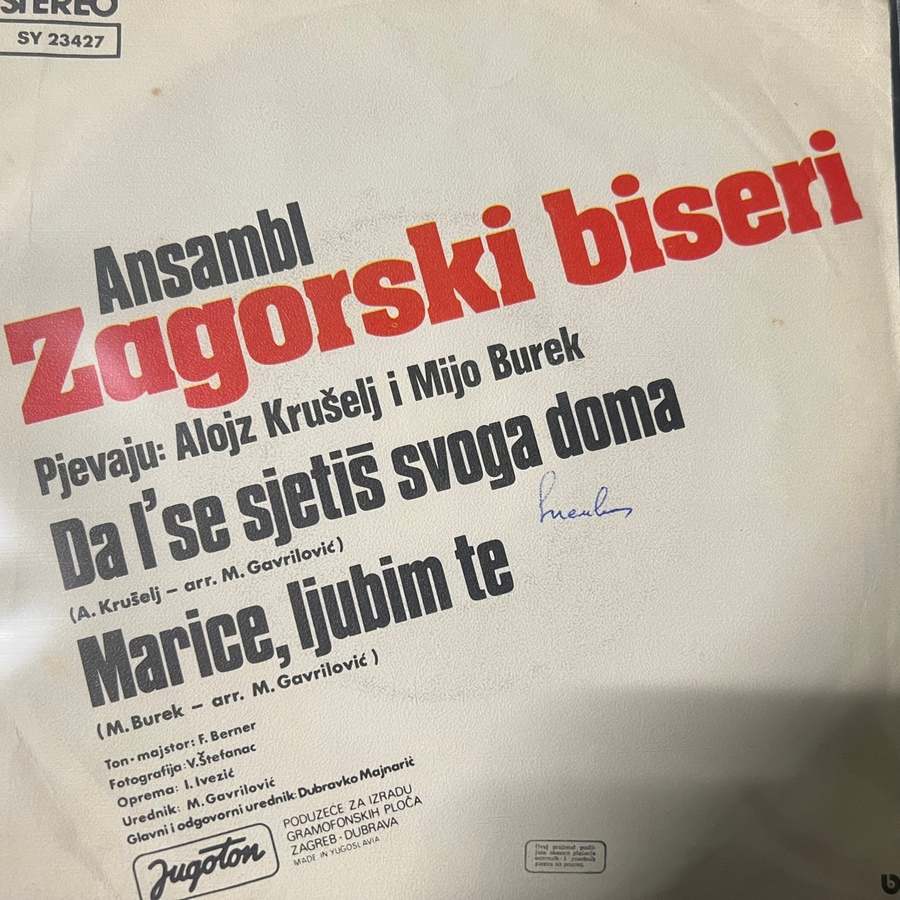 STEREO
SY 23427
Ansambl
Zagorski biseri
Pjevaju: Alojz Krušelj i Mijo Burek
Da l' se sjetiš svoga doma
(A. Krušelj – arr. M. Gavrilović)
Marice, ljubim te
(M. Burek – arr. M. Gavrilović)
Ton-majstor: F. Berner
Fotografija: V. Štefanac
Oprema: I. Ivezić
Urednik: M. Gavrilović
Glavni i odgovorni urednik: Dubravko Majnarić
Jugoton
PODUZEĆE ZA IZRADU
GRAMOFONSKIH PLOČA
ZAGREB - DUBRAVA
MADE IN YUGOSLAVIA